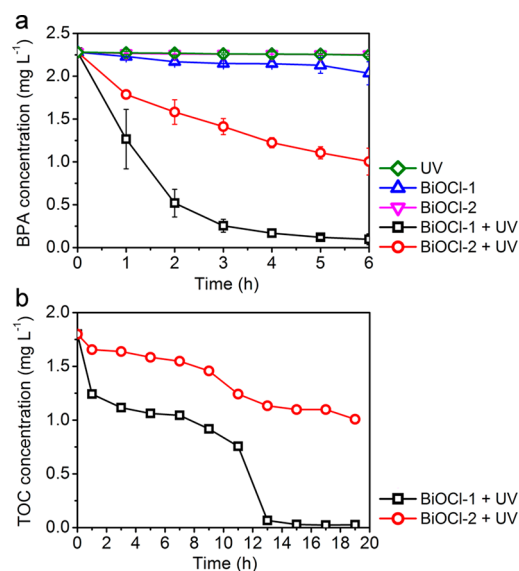 a
BPA concentration (mg L⁻¹)
2.5
2.0
1.5
1.0
0.5
0.0
0 1 2 3 4 5 6
Time (h)
UV
BiOCl-1
BiOCl-2
BiOCl-1 + UV
BiOCl-2 + UV
b
TOC concentration (mg L⁻¹)
2.0
1.5
1.0
0.5
0.0
0 2 4 6 8 10 12 14 16 18 20
Time (h)
BiOCl-1 + UV
BiOCl-2 + UV